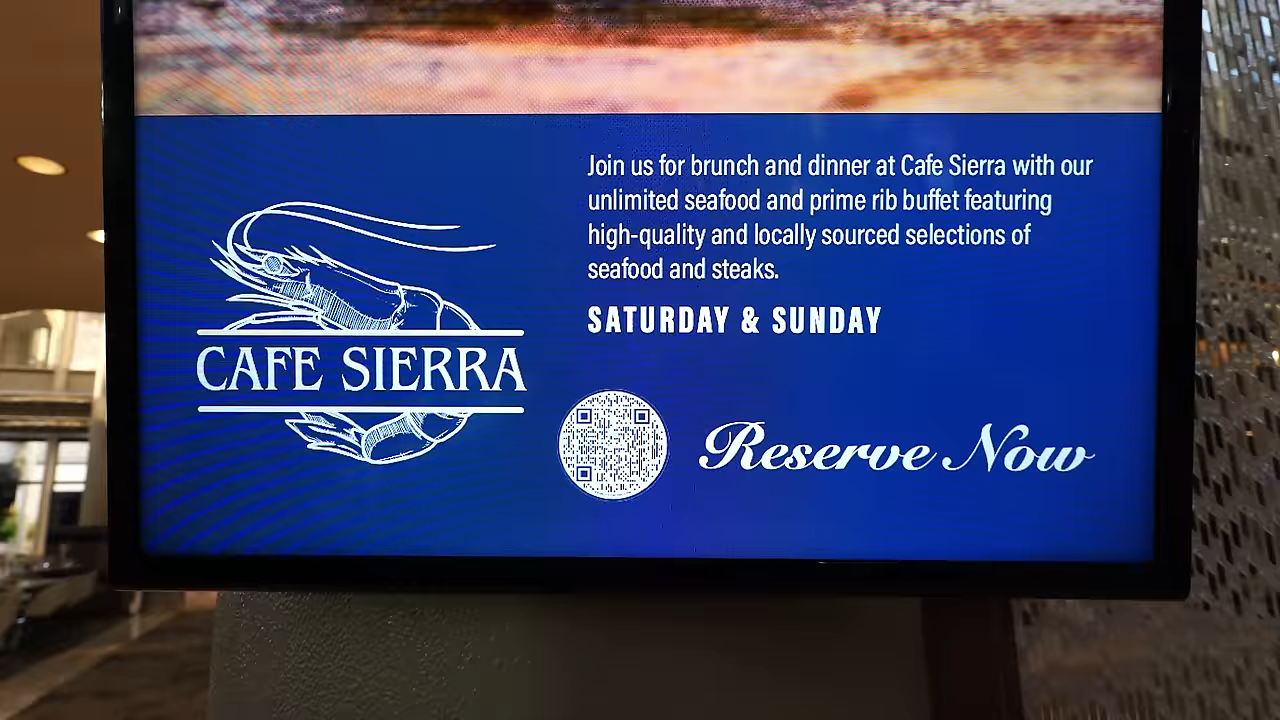 Join us for brunch and dinner at Cafe Sierra with our
unlimited seafood and prime rib buffet featuring
high-quality and locally sourced selections of
seafood and steaks.
SATURDAY & SUNDAY
CAFE SIERRA
Reserve Now